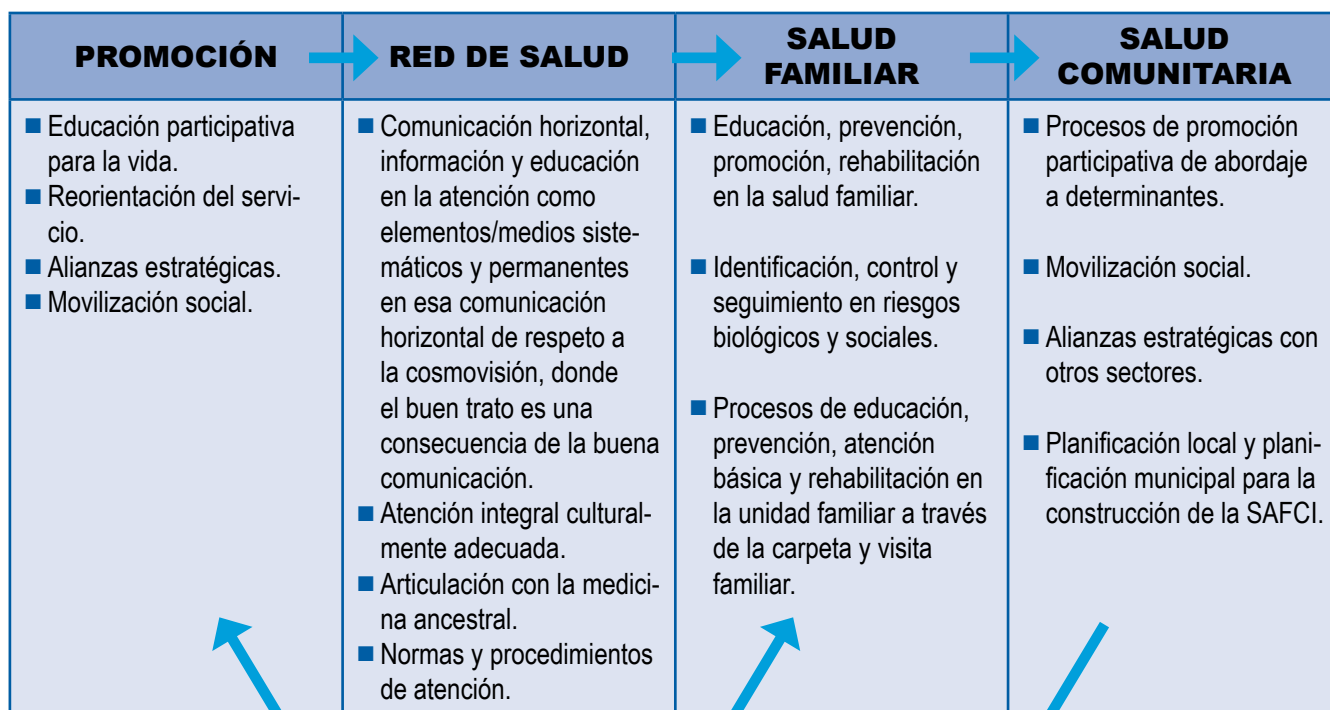 PROMOCIÓN
RED DE SALUD
SALUD
FAMILIAR
SALUD
COMUNITARIA
■ Educación participativa
para la vida.
■ Reorientación del servi-
cio.
■ Alianzas estratégicas.
■ Movilización social.
■ Comunicación horizontal,
información y educación
en la atención como
elementos/medios siste-
máticos y permanentes
en esa comunicación
horizontal de respeto a
la cosmovisión, donde
el buen trato es una
consecuencia de la buena
comunicación.
■ Atención integral cultural-
mente adecuada.
■ Articulación con la medici-
na ancestral.
■ Normas y procedimientos
de atención.
■ Educación, prevención,
promoción, rehabilitación
en la salud familiar.
■ Identificación, control y
seguimiento en riesgos
biológicos y sociales.
■ Procesos de educación,
prevención, atención
básica y rehabilitación en
la unidad familiar a través
de la carpeta y visita
familiar.
■ Procesos de promoción
participativa de abordaje
a determinantes.
■ Movilización social.
■ Alianzas estratégicas con
otros sectores.
■ Planificación local y plani-
ficación municipal para la
construcción de la SAFCI.